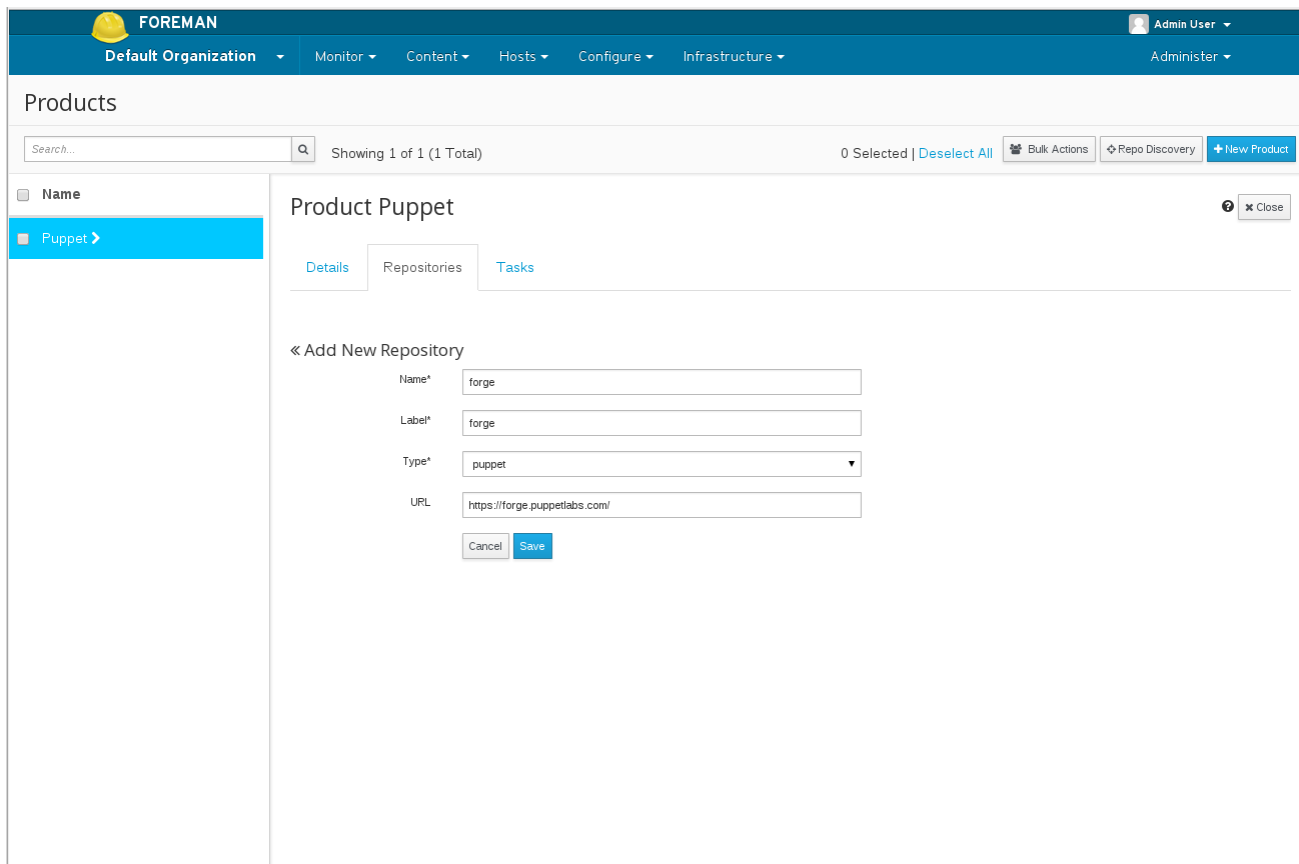 FOREMAN
Admin User
Default Organization Monitor Content Hosts Configure Infrastructure Administer
Products
Search...
Showing 1 of 1 (1 Total)
0 Selected | Deselect All
Bulk Actions
Repo Discovery
+New Product
Name
Puppet
Product Puppet
Close
Details Repositories Tasks
« Add New Repository
Name* forge
Label* forge
Type* puppet
URL https://forge.puppetlabs.com/
Cancel Save